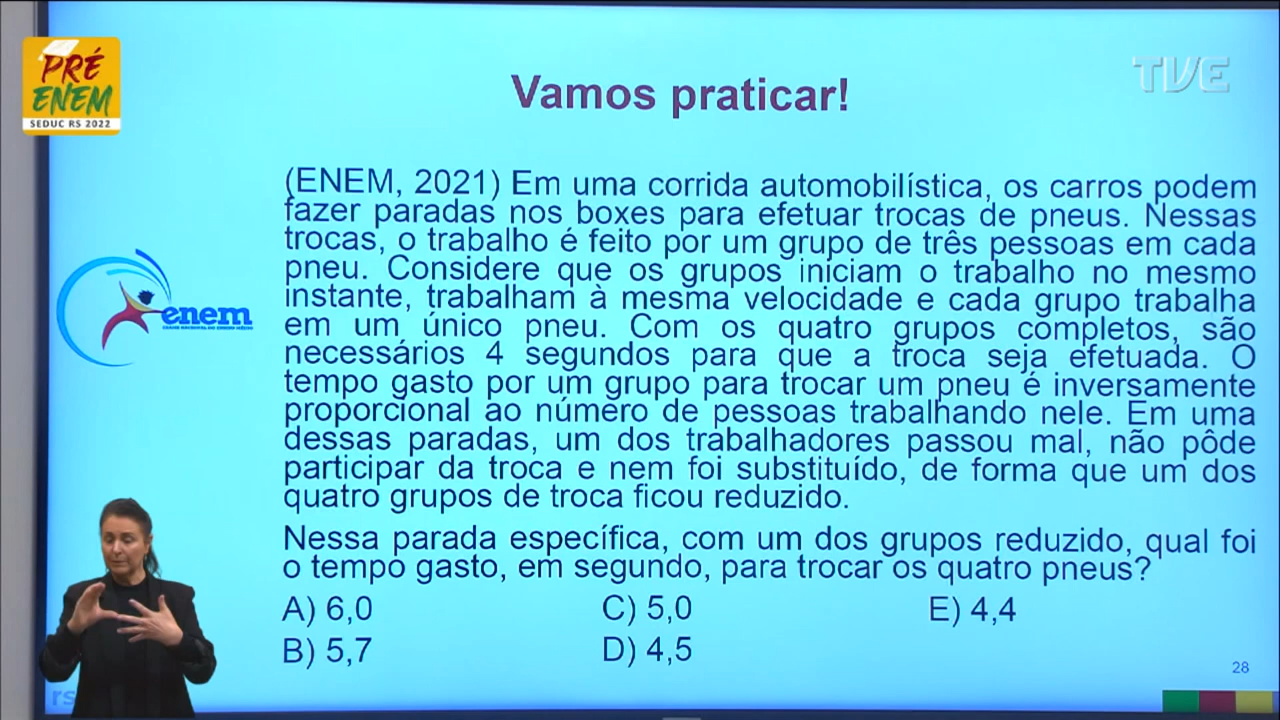 PRÉ
ENEM
SEDUC RS 2022
TVE
Vamos praticar!
(ENEM, 2021) Em uma corrida automobilística, os carros podem
fazer paradas nos boxes para efetuar trocas de pneus. Nessas
trocas, o trabalho é feito por um grupo de três pessoas em cada
pneu. Considere que os grupos iniciam o trabalho no mesmo
instante, trabalham à mesma velocidade e cada grupo trabalha
em um único pneu. Com os quatro grupos completos, são
necessários 4 segundos para que a troca seja efetuada. O
tempo gasto por um grupo para trocar um pneu é inversamente
proporcional ao número de pessoas trabalhando nele. Em uma
dessas paradas, um dos trabalhadores passou mal, não pôde
participar da troca e nem foi substituído, de forma que um dos
quatro grupos de troca ficou reduzido.
Nessa parada específica, com um dos grupos reduzido, qual foi
o tempo gasto, em segundo, para trocar os quatro pneus?
A) 6,0 C) 5,0 E) 4,4
B) 5,7 D) 4,5
enem
28
rs